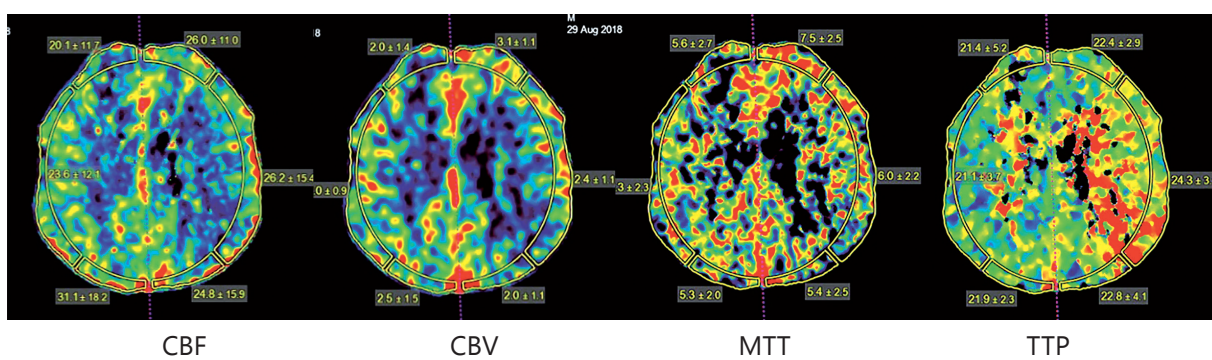 8
20.1 ± 11.7
26.0 ± 11.0
23.6 ± 12.1
26.2 ± 15.4
31.1 ± 18.2
24.8 ± 15.9
CBF
8
2.0 ± 1.4
3.1 ± 1.1
.0 ± 0.9
2.4 ± 1.1
2.5 ± 1.5
2.0 ± 1.1
CBV
M
29 Aug 2018
5.6 ± 2.7
7.5 ± 2.5
3 ± 2.3
6.0 ± 2.2
5.3 ± 2.0
5.4 ± 2.5
MTT
21.4 ± 5.2
22.4 ± 2.9
21.1 ± 3.7
24.3 ± 3.
21.9 ± 2.3
22.8 ± 4.1
TTP